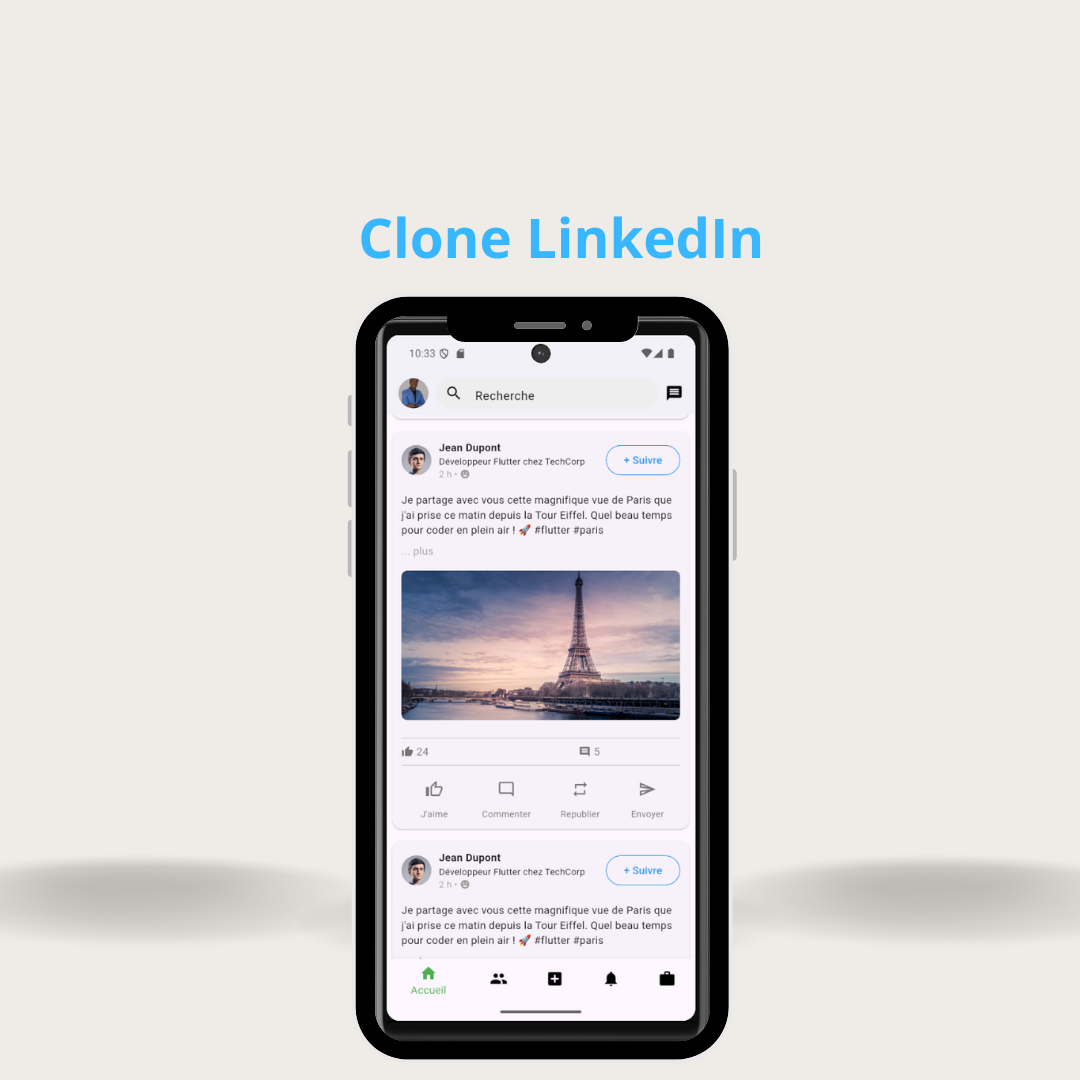 Clone LinkedIn
10:33
Recherche
Jean Dupont
Développeur Flutter chez TechCorp
+ Suivre
2 h •
Je partage avec vous cette magnifique vue de Paris que
j'ai prise ce matin depuis la Tour Eiffel. Quel beau temps
pour coder en plein air ! 🚀 #flutter #paris
... plus
24
5
J'aime
Commenter
Republier
Envoyer
Jean Dupont
Développeur Flutter chez TechCorp
+ Suivre
2 h •
Je partage avec vous cette magnifique vue de Paris que
j'ai prise ce matin depuis la Tour Eiffel. Quel beau temps
pour coder en plein air ! 🚀 #flutter #paris
Accueil